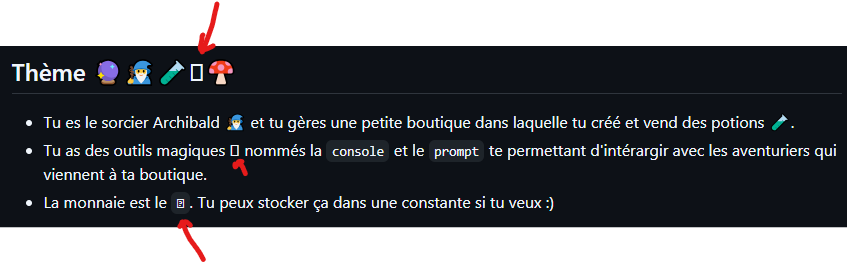 Thème 🔮 🧙‍♂️ 🧪 ▯ 🍄
Tu es le sorcier Archibald 🧙‍♂️ et tu gères une petite boutique dans laquelle tu créé et vend des potions 🧪.
Tu as des outils magiques ▯ nommés la console et le prompt te permettant d'intérargir avec les aventuriers qui
viennent à ta boutique.
La monnaie est le ▯. Tu peux stocker ça dans une constante si tu veux :)